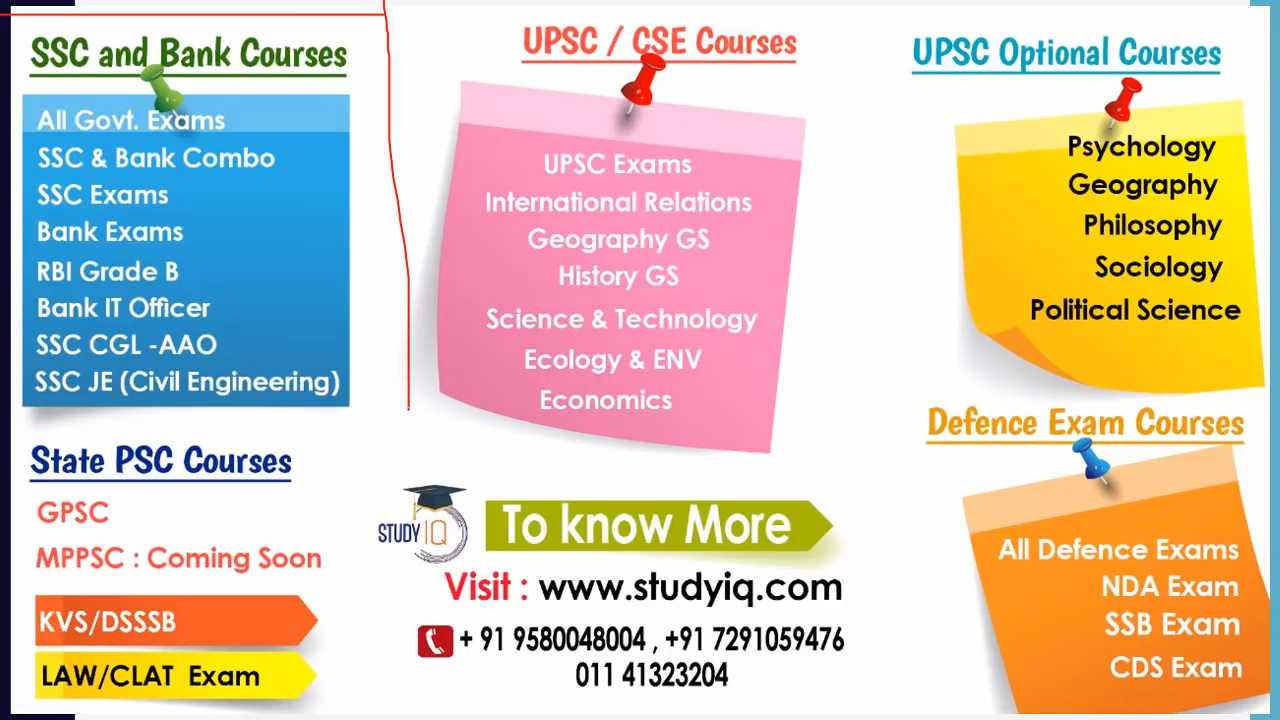 SSC and Bank Courses
All Govt. Exams
SSC & Bank Combo
SSC Exams
Bank Exams
RBI Grade B
Bank IT Officer
SSC CGL -AAO
SSC JE (Civil Engineering)
State PSC Courses
GPSC
MPPSC : Coming Soon
KVS/DSSSB
LAW/CLAT Exam
UPSC / CSE Courses
UPSC Exams
International Relations
Geography GS
History GS
Science & Technology
Ecology & ENV
Economics
STUDY IQ
To know More
Visit : www.studyiq.com
+ 91 9580048004 , +91 7291059476
011 41323204
UPSC Optional Courses
Psychology
Geography
Philosophy
Sociology
Political Science
Defence Exam Courses
All Defence Exams
NDA Exam
SSB Exam
CDS Exam